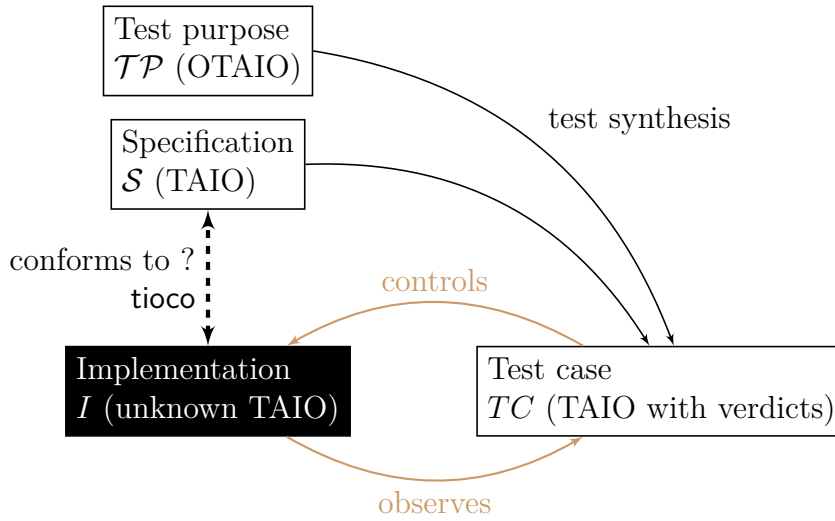 Test purpose
𝒯𝒫 (OTAIO)
test synthesis
Specification
𝒮 (TAIO)
conforms to ?
tioco
controls
Implementation
I (unknown TAIO)
Test case
TC (TAIO with verdicts)
observes